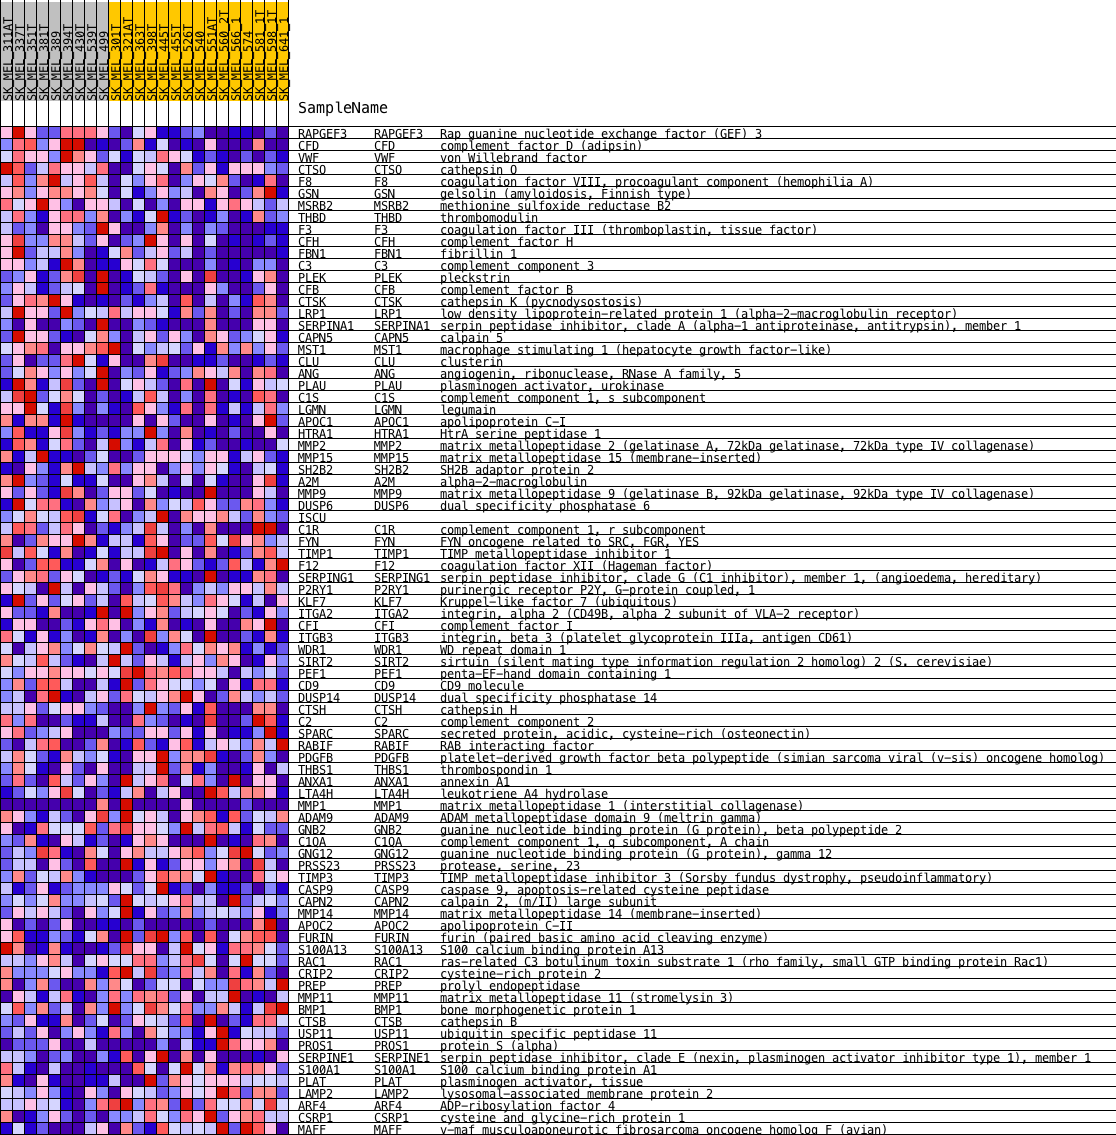 SK_MEL_311AT
SK_MEL_337T
SK_MEL_351T
SK_MEL_381T
SK_MEL_389
SK_MEL_394T
SK_MEL_430T
SK_MEL_539T
SK_MEL_499
SK_MEL_301T
SK_MEL_321AT
SK_MEL_363T
SK_MEL_398T
SK_MEL_445T
SK_MEL_455T
SK_MEL_526T
SK_MEL_540
SK_MEL_551AT
SK_MEL_560_2T
SK_MEL_566_1
SK_MEL_574
SK_MEL_581_1T
SK_MEL_598_1T
SK_MEL_641_1
SampleName
RAPGEF3 RAPGEF3 Rap guanine nucleotide exchange factor (GEF) 3
CFD CFD complement factor D (adipsin)
VWF VWF von Willebrand factor
CTSO CTSO cathepsin O
F8 F8 coagulation factor VIII, procoagulant component (hemophilia A)
GSN GSN gelsolin (amyloidosis, Finnish type)
MSRB2 MSRB2 methionine sulfoxide reductase B2
THBD THBD thrombomodulin
F3 F3 coagulation factor III (thromboplastin, tissue factor)
CFH CFH complement factor H
FBN1 FBN1 fibrillin 1
C3 C3 complement component 3
PLEK PLEK pleckstrin
CFB CFB complement factor B
CTSK CTSK cathepsin K (pycnodysostosis)
LRP1 LRP1 low density lipoprotein-related protein 1 (alpha-2-macroglobulin receptor)
SERPINA1 SERPINA1 serpin peptidase inhibitor, clade A (alpha-1 antiproteinase, antitrypsin), member 1
CAPN5 CAPN5 calpain 5
MST1 MST1 macrophage stimulating 1 (hepatocyte growth factor-like)
CLU CLU clusterin
ANG ANG angiogenin, ribonuclease, RNase A family, 5
PLAU PLAU plasminogen activator, urokinase
C1S C1S complement component 1, s subcomponent
LGMN LGMN legumain
APOC1 APOC1 apolipoprotein C-I
HTRA1 HTRA1 HtrA serine peptidase 1
MMP2 MMP2 matrix metallopeptidase 2 (gelatinase A, 72kDa gelatinase, 72kDa type IV collagenase)
MMP15 MMP15 matrix metallopeptidase 15 (membrane-inserted)
SH2B2 SH2B2 SH2B adaptor protein 2
A2M A2M alpha-2-macroglobulin
MMP9 MMP9 matrix metallopeptidase 9 (gelatinase B, 92kDa gelatinase, 92kDa type IV collagenase)
DUSP6 DUSP6 dual specificity phosphatase 6
ISCU
C1R C1R complement component 1, r subcomponent
FYN FYN FYN oncogene related to SRC, FGR, YES
TIMP1 TIMP1 TIMP metallopeptidase inhibitor 1
F12 F12 coagulation factor XII (Hageman factor)
SERPING1 SERPING1 serpin peptidase inhibitor, clade G (C1 inhibitor), member 1, (angioedema, hereditary)
P2RY1 P2RY1 purinergic receptor P2Y, G-protein coupled, 1
KLF7 KLF7 Kruppel-like factor 7 (ubiquitous)
ITGA2 ITGA2 integrin, alpha 2 (CD49B, alpha 2 subunit of VLA-2 receptor)
CFI CFI complement factor I
ITGB3 ITGB3 integrin, beta 3 (platelet glycoprotein IIIa, antigen CD61)
WDR1 WDR1 WD repeat domain 1
SIRT2 SIRT2 sirtuin (silent mating type information regulation 2 homolog) 2 (S. cerevisiae)
PEF1 PEF1 penta-EF-hand domain containing 1
CD9 CD9 CD9 molecule
DUSP14 DUSP14 dual specificity phosphatase 14
CTSH CTSH cathepsin H
C2 C2 complement component 2
SPARC SPARC secreted protein, acidic, cysteine-rich (osteonectin)
RABIF RABIF RAB interacting factor
PDGFB PDGFB platelet-derived growth factor beta polypeptide (simian sarcoma viral (v-sis) oncogene homolog)
THBS1 THBS1 thrombospondin 1
ANXA1 ANXA1 annexin A1
LTA4H LTA4H leukotriene A4 hydrolase
MMP1 MMP1 matrix metallopeptidase 1 (interstitial collagenase)
ADAM9 ADAM9 ADAM metallopeptidase domain 9 (meltrin gamma)
GNB2 GNB2 guanine nucleotide binding protein (G protein), beta polypeptide 2
C1QA C1QA complement component 1, q subcomponent, A chain
GNG12 GNG12 guanine nucleotide binding protein (G protein), gamma 12
PRSS23 PRSS23 protease, serine, 23
TIMP3 TIMP3 TIMP metallopeptidase inhibitor 3 (Sorsby fundus dystrophy, pseudoinflammatory)
CASP9 CASP9 caspase 9, apoptosis-related cysteine peptidase
CAPN2 CAPN2 calpain 2, (m/II) large subunit
MMP14 MMP14 matrix metallopeptidase 14 (membrane-inserted)
APOC2 APOC2 apolipoprotein C-II
FURIN FURIN furin (paired basic amino acid cleaving enzyme)
S100A13 S100A13 S100 calcium binding protein A13
RAC1 RAC1 ras-related C3 botulinum toxin substrate 1 (rho family, small GTP binding protein Rac1)
CRIP2 CRIP2 cysteine-rich protein 2
PREP PREP prolyl endopeptidase
MMP11 MMP11 matrix metallopeptidase 11 (stromelysin 3)
BMP1 BMP1 bone morphogenetic protein 1
CTSB CTSB cathepsin B
USP11 USP11 ubiquitin specific peptidase 11
PROS1 PROS1 protein S (alpha)
SERPINE1 SERPINE1 serpin peptidase inhibitor, clade E (nexin, plasminogen activator inhibitor type 1), member 1
S100A1 S100A1 S100 calcium binding protein A1
PLAT PLAT plasminogen activator, tissue
LAMP2 LAMP2 lysosomal-associated membrane protein 2
ARF4 ARF4 ADP-ribosylation factor 4
CSRP1 CSRP1 cysteine and glycine-rich protein 1
MAFF MAFF v-maf musculoaponeurotic fibrosarcoma oncogene homolog F (avian)